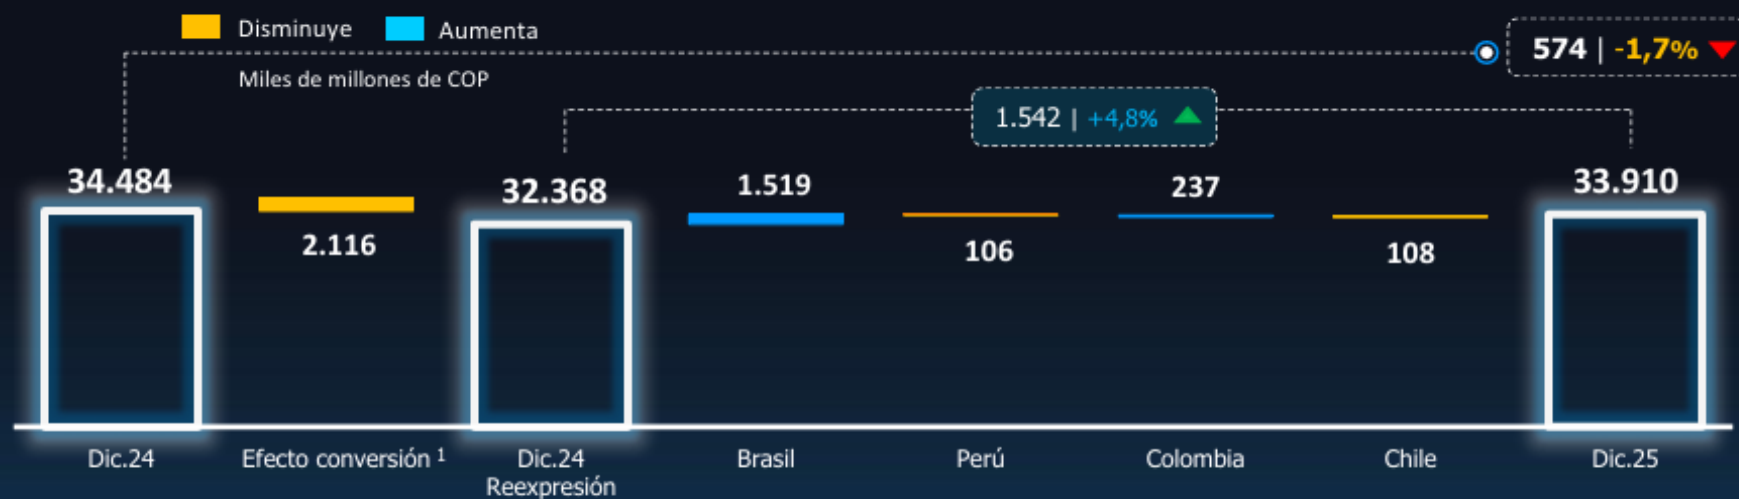 Disminuye
Aumenta
574 | -1,7%
Miles de millones de COP
1.542 | +4,8%
34.484
2.116
32.368
1.519
106
237
108
33.910
Dic.24
Efecto conversión 1
Dic.24
Reexpresión
Brasil
Perú
Colombia
Chile
Dic.25